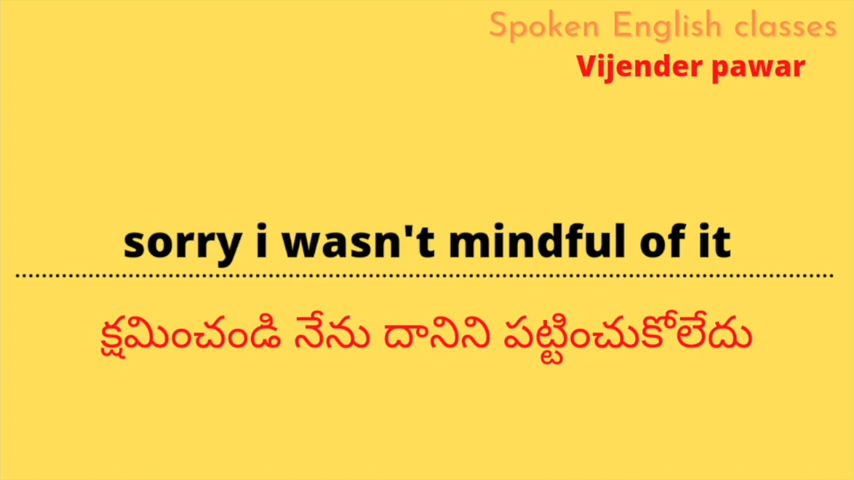 Spoken English classes
Vijender pawar
sorry i wasn't mindful of it
క్షమించండి నేను దానిని పట్టించుకోలేదు